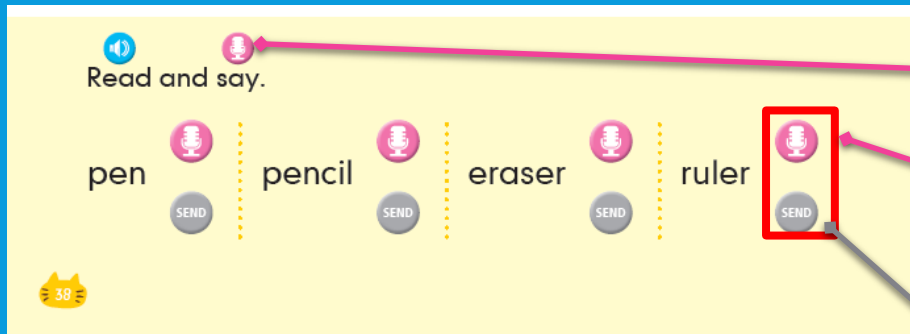 Read and say.
pen pencil eraser ruler
SEND SEND SEND SEND
38